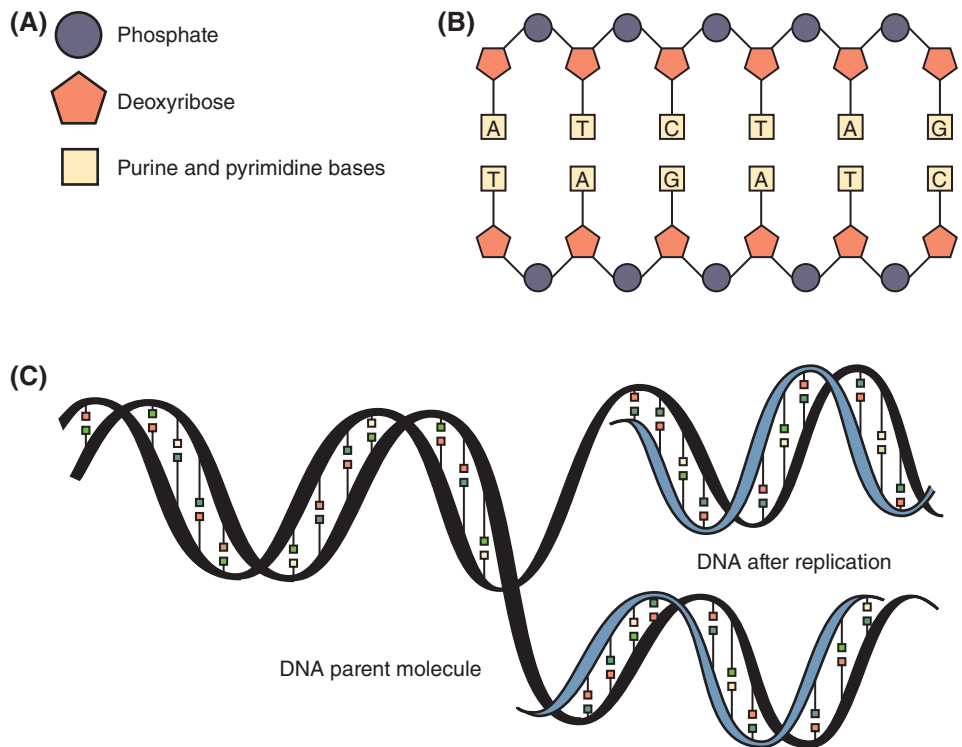 (A)
Phosphate
Deoxyribose
Purine and pyrimidine bases
(B)
A T C T A G
T A G A T C
(C)
DNA after replication
DNA parent molecule